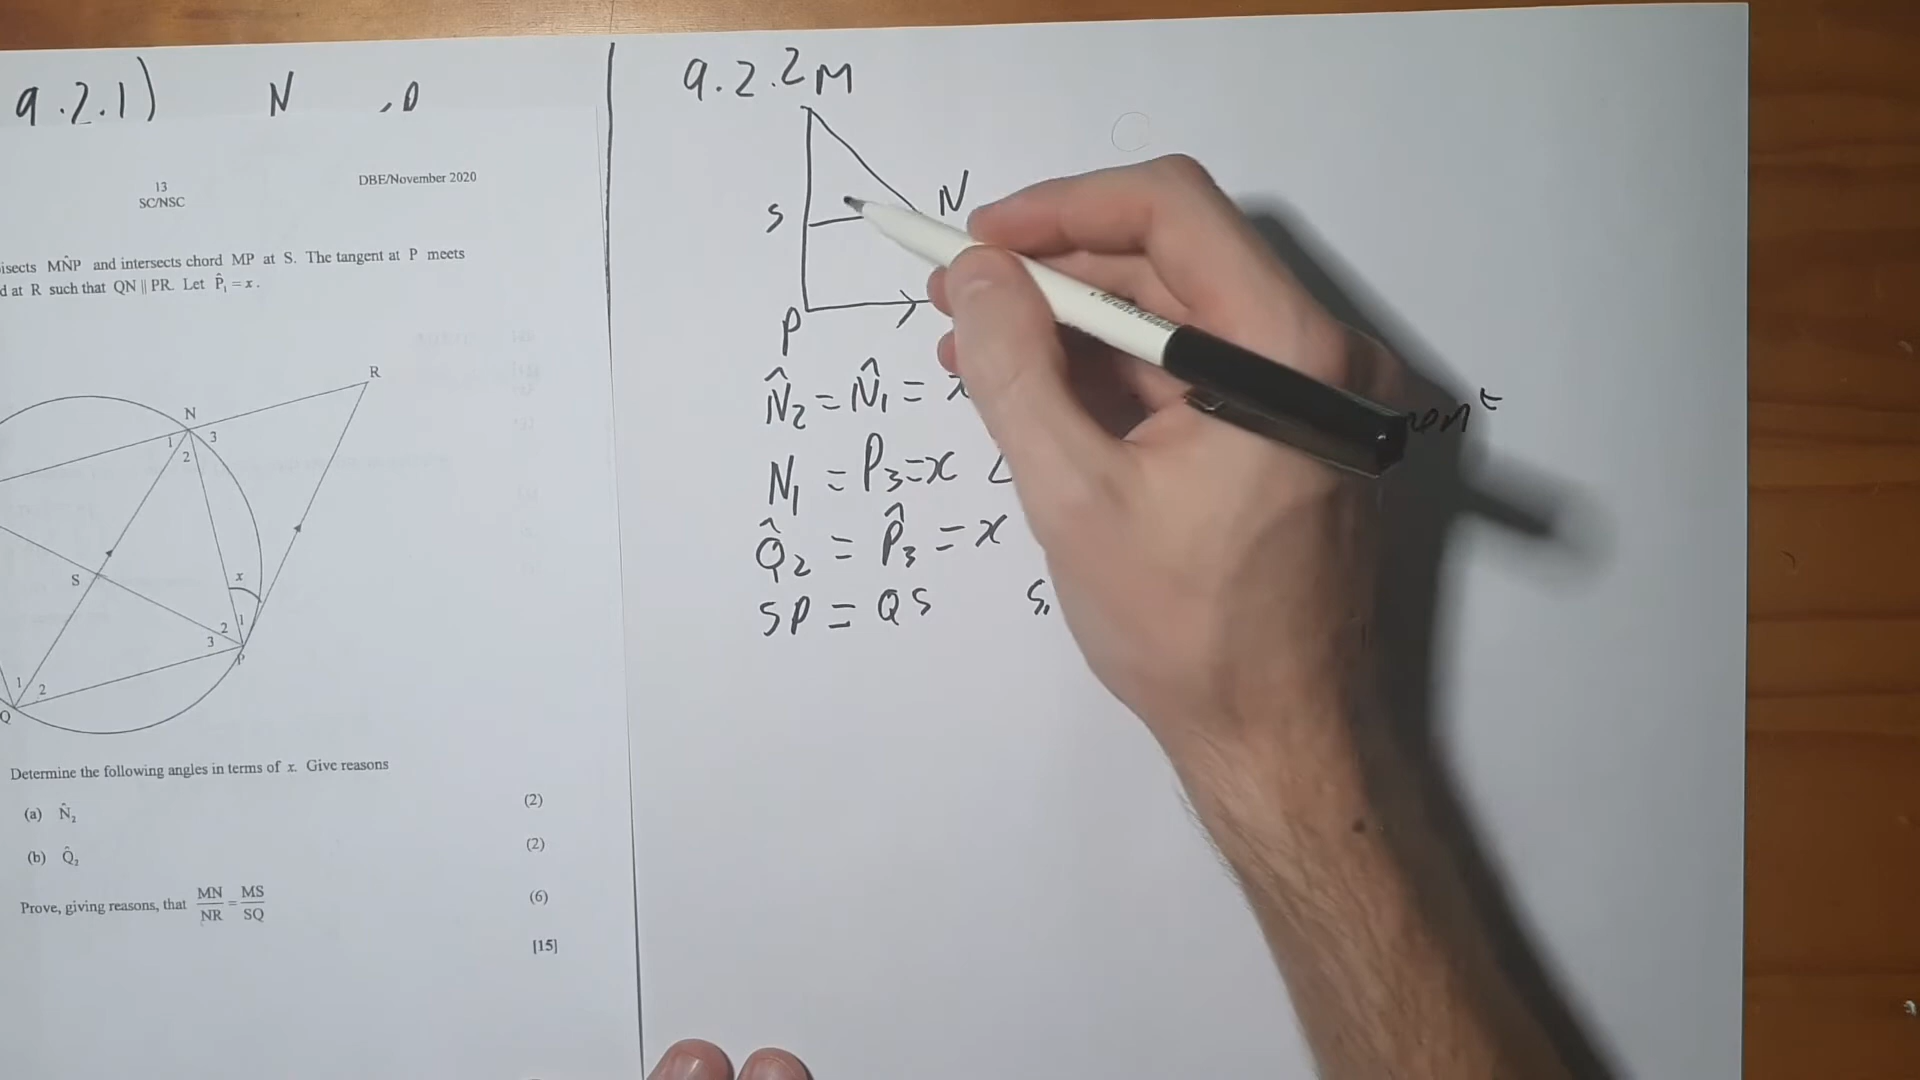 9.2.1) N
13
SC/NSC
DBE/November 2020
isects MN̂P and intersects chord MP at S. The tangent at P meets
d at R such that QN || PR. Let P̂₁ = x.
R
N
1 3
2
S
x
2 1
3
P
1 2
Q
Determine the following angles in terms of x. Give reasons
(a) N̂₂ (2)
(b) Q̂₂ (2)
Prove, giving reasons, that MN/NR = MS/SQ (6)
[15]
9.2.2 M
S N
P
N̂₂ = N̂₁ = x
N₁ = P₃ = x ∠
Q̂₂ = P̂₃ = x
SP = QS S